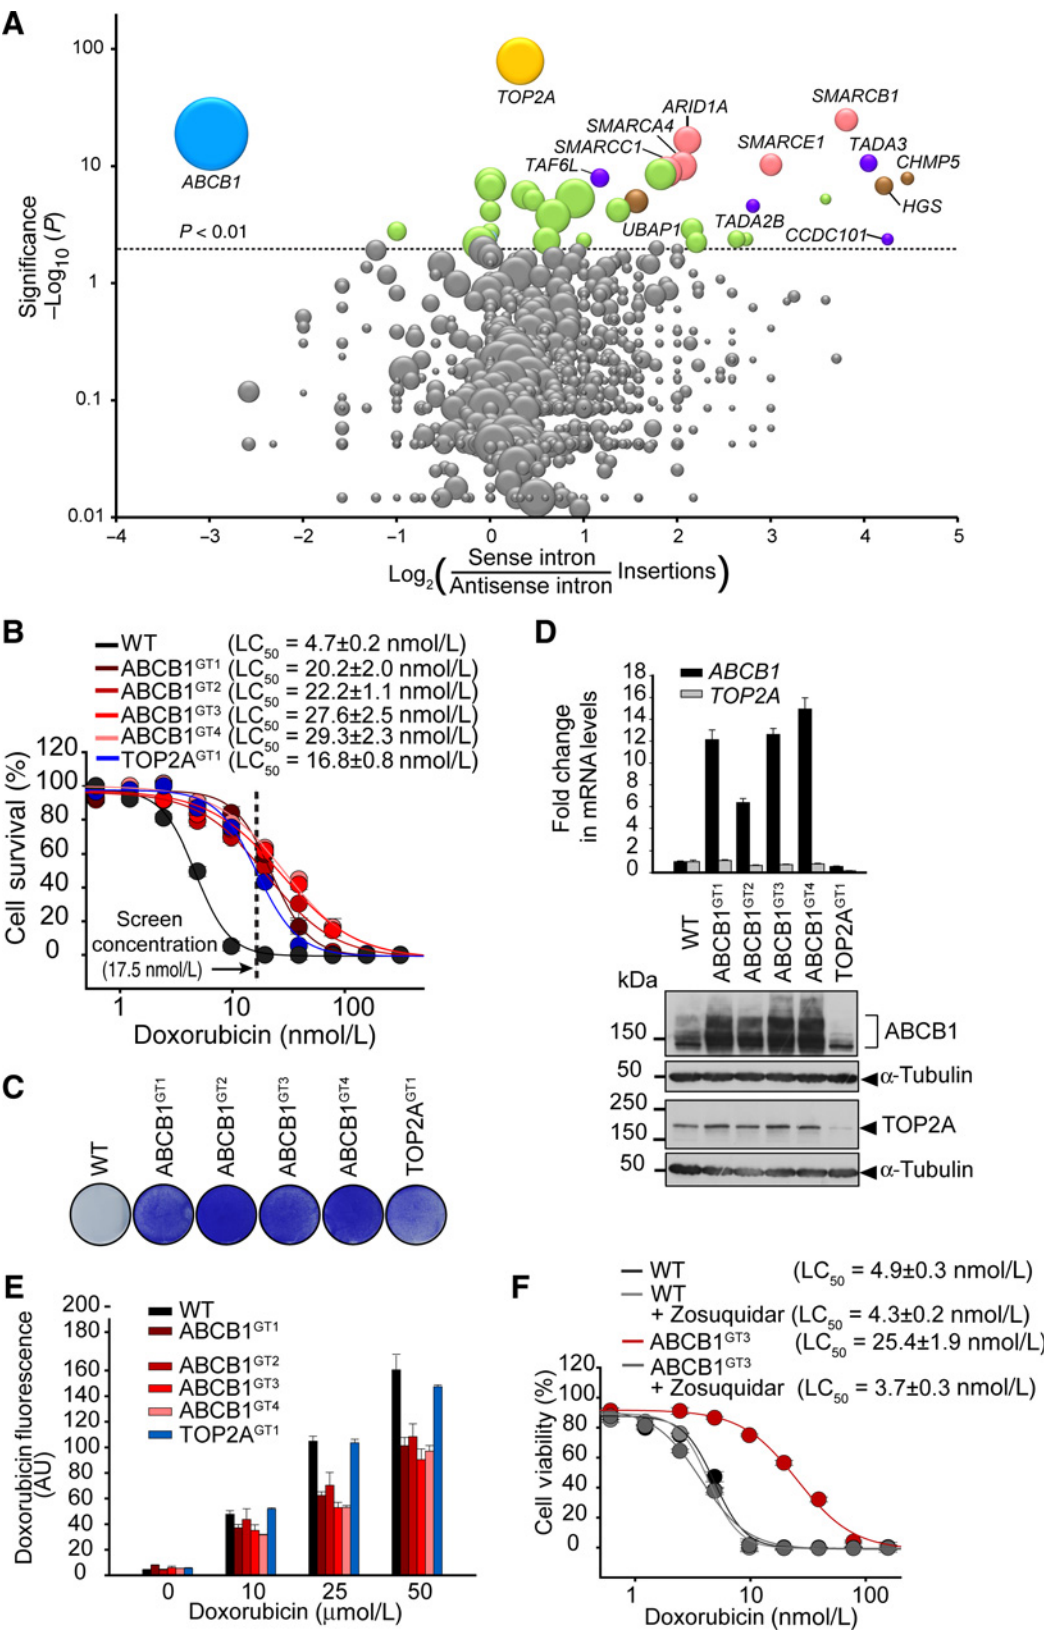 A
100
10
1
0.1
0.01
Significance
–Log10 (P)
TOP2A
ABCB1
P < 0.01
ARID1A
SMARCA4
SMARCC1
TAF6L
SMARCB1
SMARCE1
TADA3
CHMP5
HGS
UBAP1
TADA2B
CCDC101
–4 –3 –2 –1 0 1 2 3 4 5
Log2 ( Sense intron / Antisense intron Insertions )
B
WT (LC50 = 4.7±0.2 nmol/L)
ABCB1GT1 (LC50 = 20.2±2.0 nmol/L)
ABCB1GT2 (LC50 = 22.2±1.1 nmol/L)
ABCB1GT3 (LC50 = 27.6±2.5 nmol/L)
ABCB1GT4 (LC50 = 29.3±2.3 nmol/L)
TOP2AGT1 (LC50 = 16.8±0.8 nmol/L)
120
100
80
60
40
20
0
Cell survival (%)
Screen
concentration
(17.5 nmol/L)
1 10 100
Doxorubicin (nmol/L)
C
WT
ABCB1GT1
ABCB1GT2
ABCB1GT3
ABCB1GT4
TOP2AGT1
D
ABCB1
TOP2A
18
16
14
12
10
8
6
4
2
0
Fold change
in mRNA levels
WT
ABCB1GT1
ABCB1GT2
ABCB1GT3
ABCB1GT4
TOP2AGT1
kDa
150
ABCB1
50
α-Tubulin
250
150
TOP2A
50
α-Tubulin
E
WT
ABCB1GT1
ABCB1GT2
ABCB1GT3
ABCB1GT4
TOP2AGT1
200
180
160
140
120
100
80
60
40
20
0
Doxorubicin fluorescence
(AU)
0 10 25 50
Doxorubicin (μmol/L)
F
WT (LC50 = 4.9±0.3 nmol/L)
WT
+ Zosuquidar (LC50 = 4.3±0.2 nmol/L)
ABCB1GT3 (LC50 = 25.4±1.9 nmol/L)
ABCB1GT3
+ Zosuquidar (LC50 = 3.7±0.3 nmol/L)
120
100
80
60
40
20
0
Cell viability (%)
1 10 100
Doxorubicin (nmol/L)